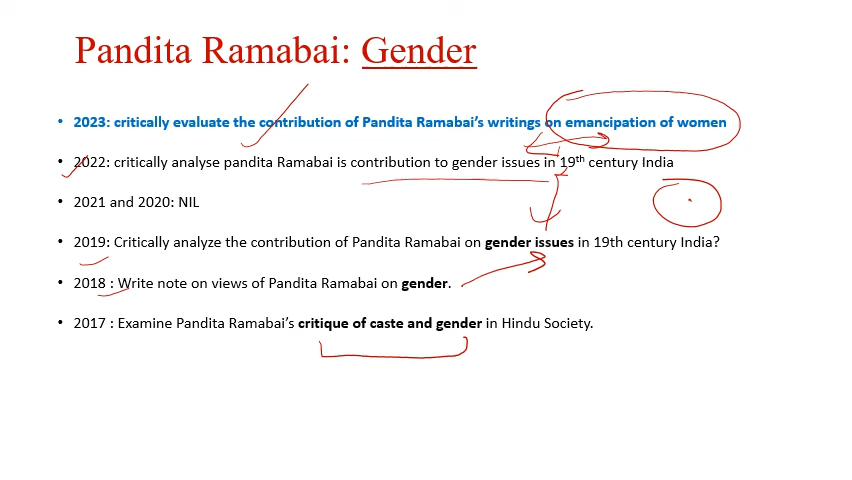 Pandita Ramabai: Gender
• 2023: critically evaluate the contribution of Pandita Ramabai's writings on emancipation of women
• 2022: critically analyse pandita Ramabai is contribution to gender issues in 19th century India
• 2021 and 2020: NIL
• 2019: Critically analyze the contribution of Pandita Ramabai on gender issues in 19th century India?
• 2018 : Write note on views of Pandita Ramabai on gender.
• 2017 : Examine Pandita Ramabai's critique of caste and gender in Hindu Society.